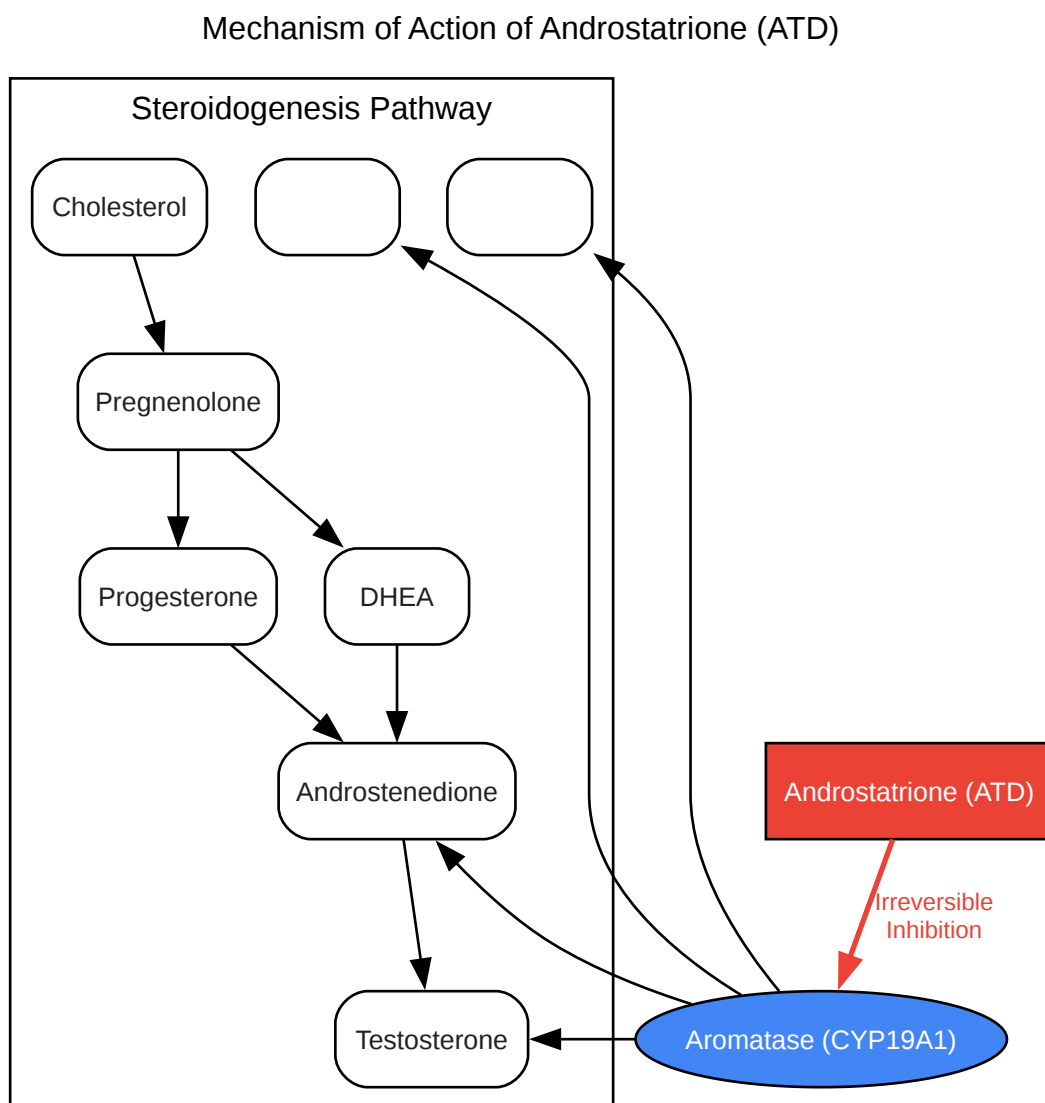 Mechanism of Action of Androstatrione (ATD)
Steroidogenesis Pathway
Cholesterol
Pregnenolone
Progesterone
DHEA
Androstenedione
Androstatrione (ATD)
Irreversible
Inhibition
Testosterone
Aromatase (CYP19A1)